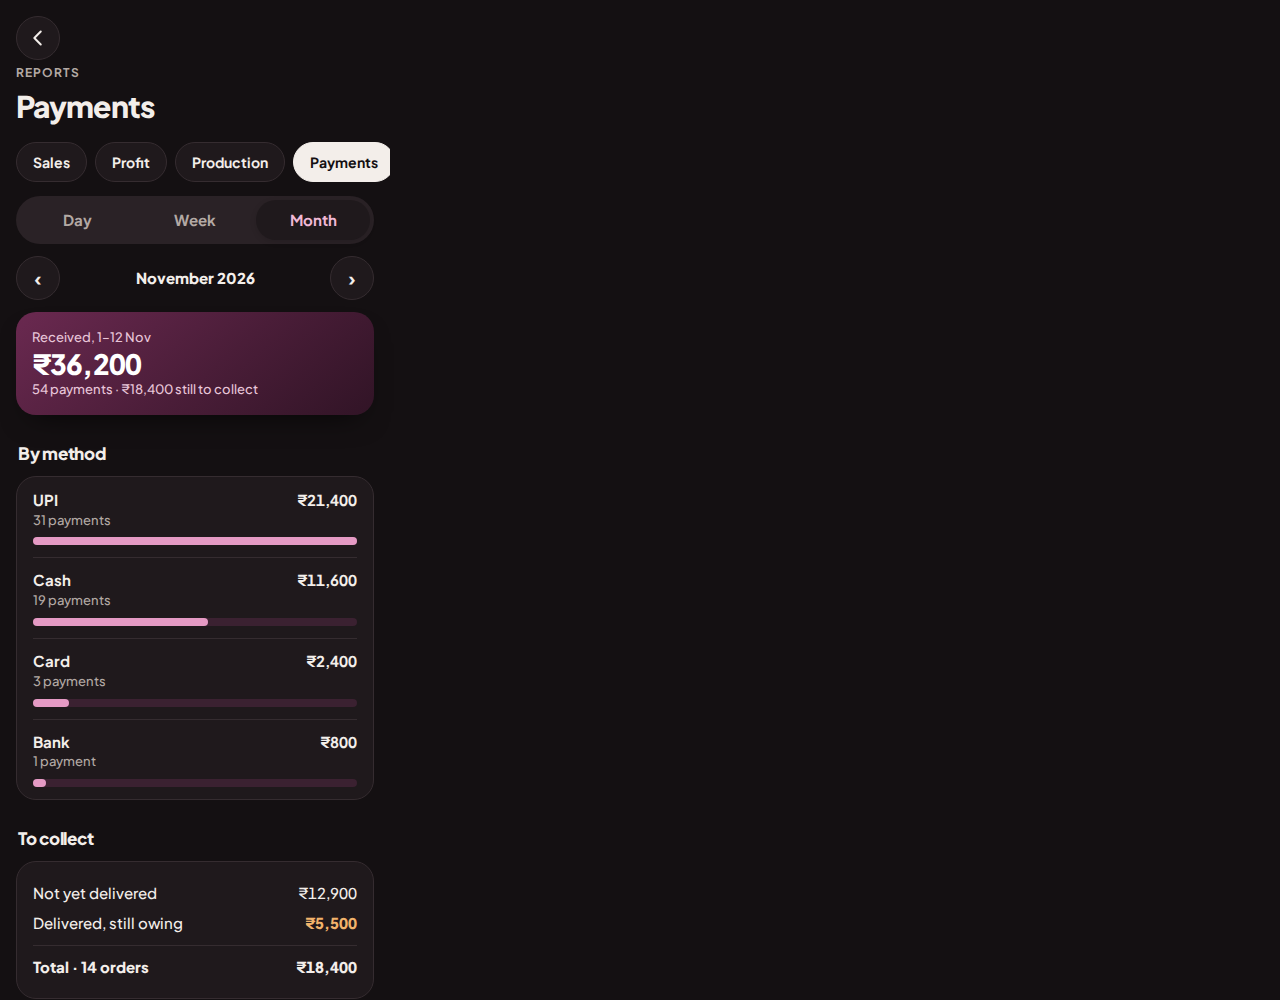 REPORTS
Payments
Sales Profit Production Payments
Day Week Month
‹ November 2026 ›
Received, 1–12 Nov
₹36,200
54 payments · ₹18,400 still to collect
By method
UPI ₹21,400
31 payments
Cash ₹11,600
19 payments
Card ₹2,400
3 payments
Bank ₹800
1 payment
To collect
Not yet delivered ₹12,900
Delivered, still owing ₹5,500
Total · 14 orders ₹18,400